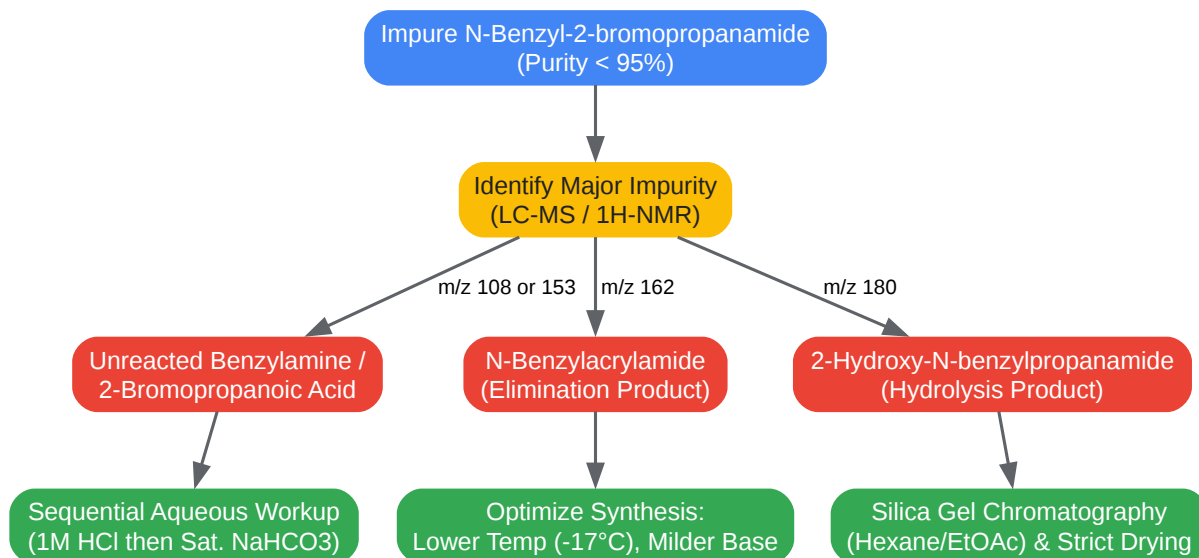 Impure N-Benzyl-2-bromopropanamide
(Purity < 95%)
Identify Major Impurity
(LC-MS / 1H-NMR)
m/z 108 or 153
m/z 162
m/z 180
Unreacted Benzylamine /
2-Bromopropanoic Acid
N-Benzylacrylamide
(Elimination Product)
2-Hydroxy-N-benzylpropanamide
(Hydrolysis Product)
Sequential Aqueous Workup
(1M HCl then Sat. NaHCO3)
Optimize Synthesis:
Lower Temp (-17°C), Milder Base
Silica Gel Chromatography
(Hexane/EtOAc) & Strict Drying